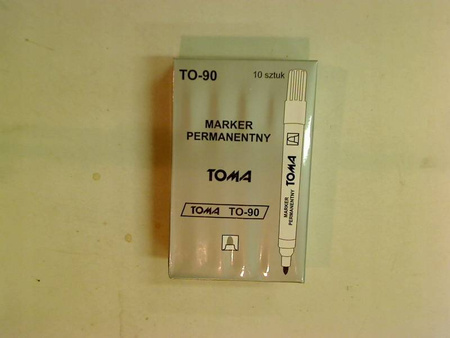 TO-90 10 sztuk
MARKER
PERMANENTNY
TOMA
TOMA TO-90
MARKER
PERMANENTNY
TOMA